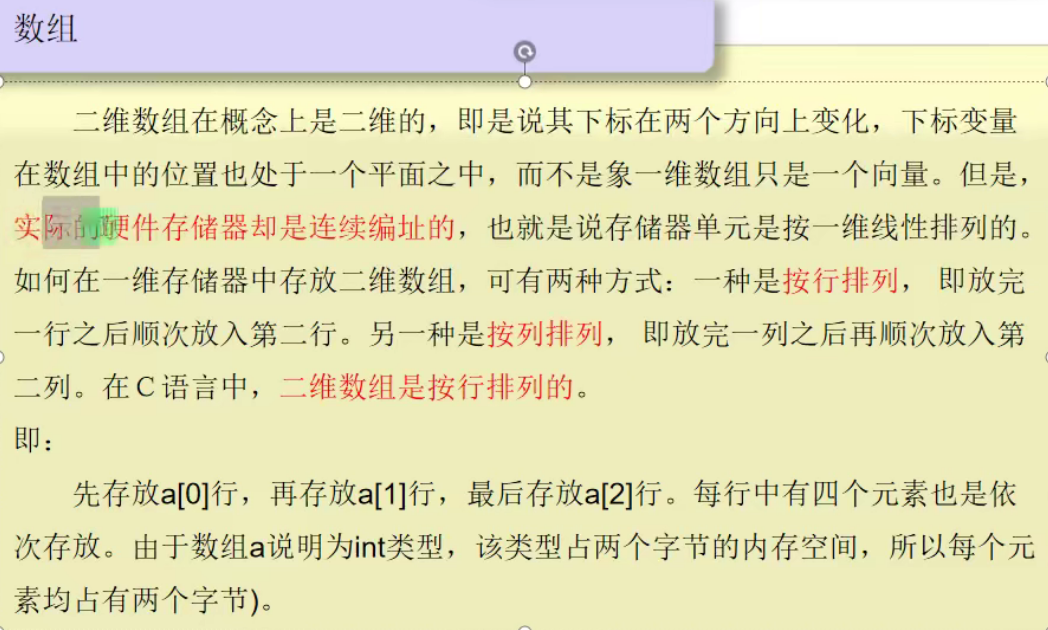 数组
二维数组在概念上是二维的，即是说其下标在两个方向上变化，下标变量
在数组中的位置也处于一个平面之中，而不是象一维数组只是一个向量。但是，
实际的硬件存储器却是连续编址的，也就是说存储器单元是按一维线性排列的。
如何在一维存储器中存放二维数组，可有两种方式：一种是按行排列， 即放完
一行之后顺次放入第二行。另一种是按列排列， 即放完一列之后再顺次放入第
二列。在Ｃ语言中，二维数组是按行排列的。
即：
先存放a[0]行，再存放a[1]行，最后存放a[2]行。每行中有四个元素也是依
次存放。由于数组a说明为int类型，该类型占两个字节的内存空间，所以每个元
素均占有两个字节)。